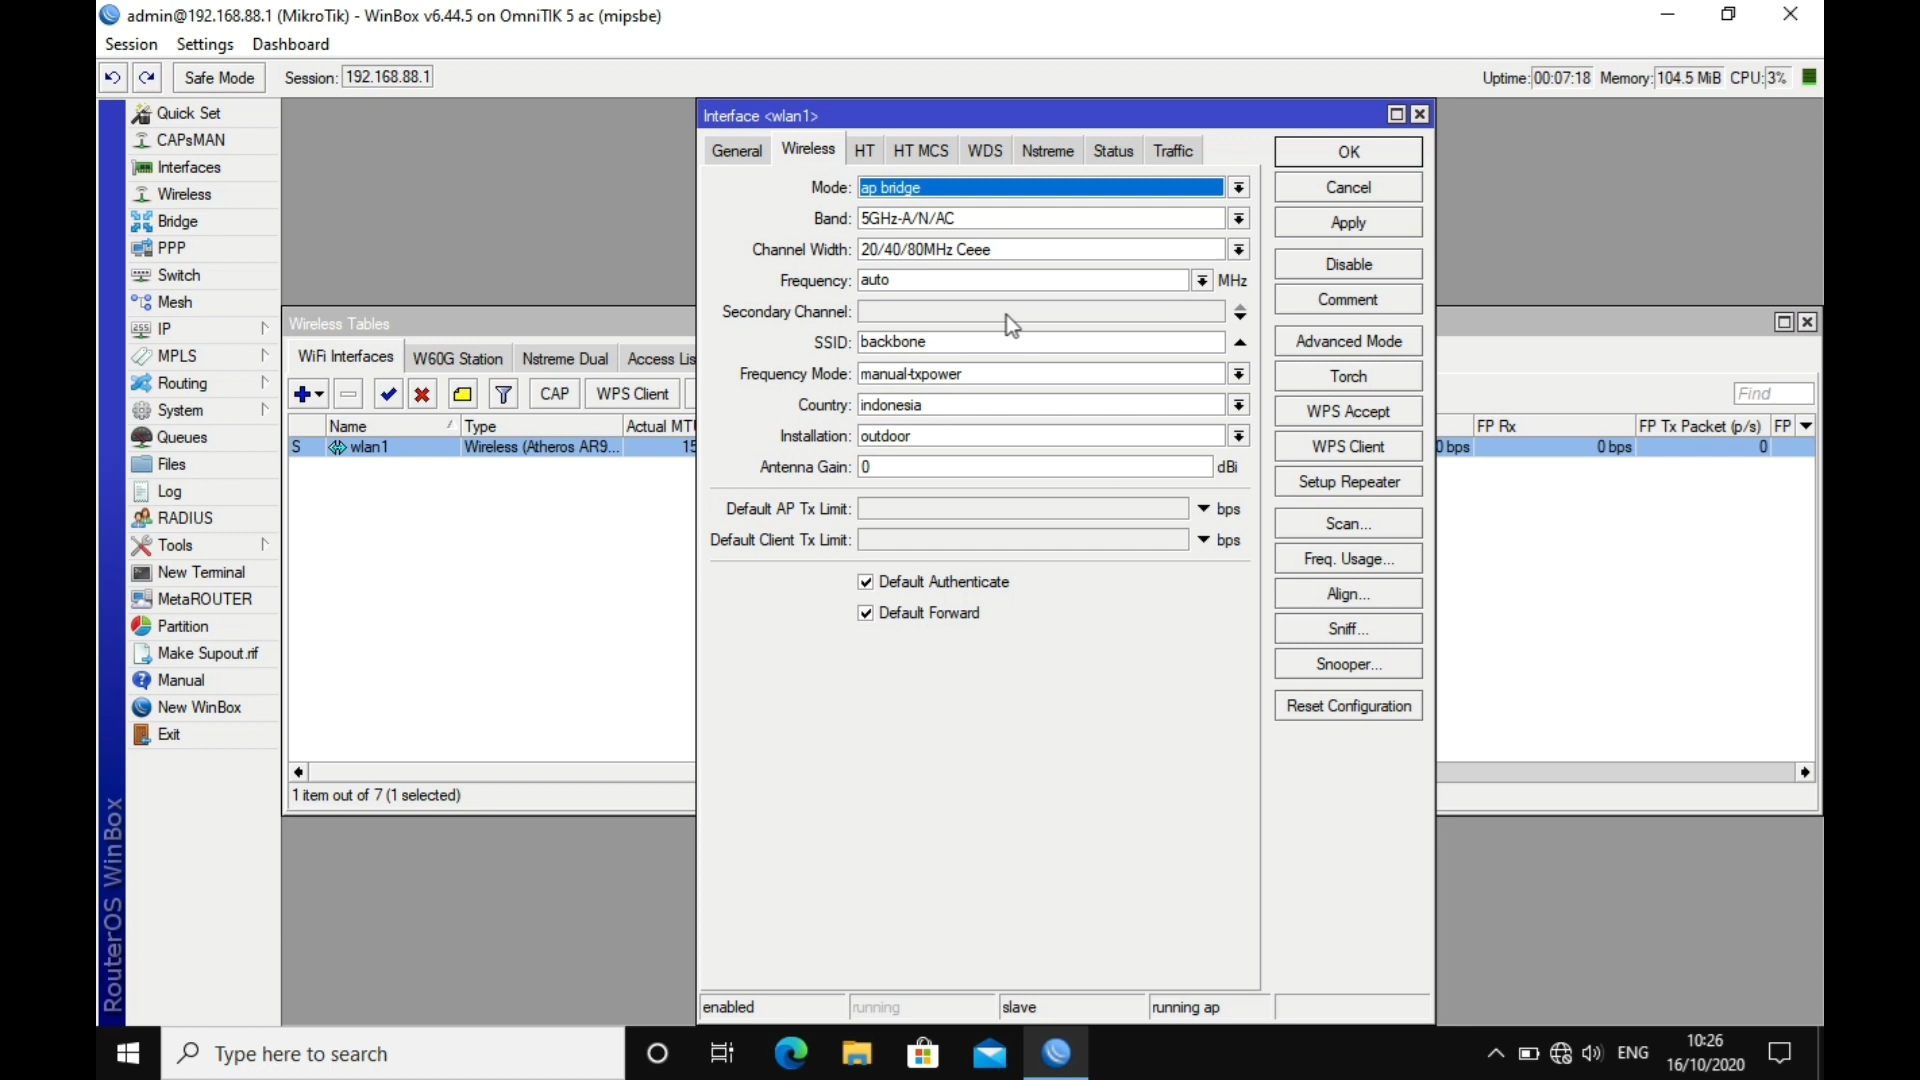 admin@192.168.88.1 (MikroTik) - WinBox v6.44.5 on OmniTIK 5 ac (mipsbe)
Session Settings Dashboard
Safe Mode Session: 192.168.88.1 Uptime: 00:07:18 Memory: 104.5 MiB CPU: 3%
Quick Set
CAPsMAN
Interfaces
Wireless
Bridge
PPP
Switch
Mesh
IP
MPLS
Routing
System
Queues
Files
Log
RADIUS
Tools
New Terminal
MetaROUTER
Partition
Make Supout.rif
Manual
New WinBox
Exit
RouterOS WinBox
Wireless Tables
WiFi Interfaces W60G Station Nstreme Dual Access Lis
CAP WPS Client Find
Name Type Actual MTU FP Rx FP Tx Packet (p/s) FP
S wlan1 Wireless (Atheros AR9... 15 0 bps 0 bps 0
1 item out of 7 (1 selected)
Interface <wlan1>
General Wireless HT HT MCS WDS Nstreme Status Traffic
Mode: ap bridge
Band: 5GHz-A/N/AC
Channel Width: 20/40/80MHz Ceee
Frequency: auto MHz
Secondary Channel:
SSID: backbone
Frequency Mode: manual-txpower
Country: indonesia
Installation: outdoor
Antenna Gain: 0 dBi
Default AP Tx Limit: bps
Default Client Tx Limit: bps
Default Authenticate
Default Forward
OK
Cancel
Apply
Disable
Comment
Advanced Mode
Torch
WPS Accept
WPS Client
Setup Repeater
Scan...
Freq. Usage...
Align...
Sniff...
Snooper...
Reset Configuration
enabled running slave running ap
Type here to search
ENG
10:26
16/10/2020